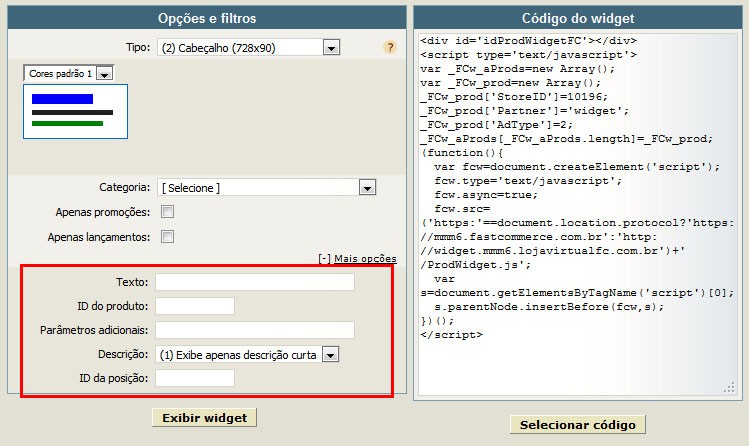 Opções e filtros
Tipo: (2) Cabeçalho (728x90) ?
Cores padrão 1
Categoria: [ Selecione ]
Apenas promoções:
Apenas lançamentos:
[-] Mais opções
Texto:
ID do produto:
Parâmetros adicionais:
Descrição: (1) Exibe apenas descrição curta
ID da posição:
Exibir widget
Código do widget
<div id='idProdWidgetFC'></div>
<script type='text/javascript'>
var _FCw_aProds=new Array();
var _FCw_prod=new Array();
_FCw_prod['StoreID']=10196;
_FCw_prod['Partner']='widget';
_FCw_prod['AdType']=2;
_FCw_aProds[_FCw_aProds.length]=_FCw_prod;
(function(){
  var fcw=document.createElement('script');
  fcw.type='text/javascript';
  fcw.async=true;
  fcw.src=
('https:'==document.location.protocol?'https:
//mmm6.fastcommerce.com.br':'http:
//widget.mmm6.lojavirtualfc.com.br')+'
/ProdWidget.js';
  var
s=document.getElementsByTagName('script')[0];
  s.parentNode.insertBefore(fcw,s);
})();
</script>
Selecionar código